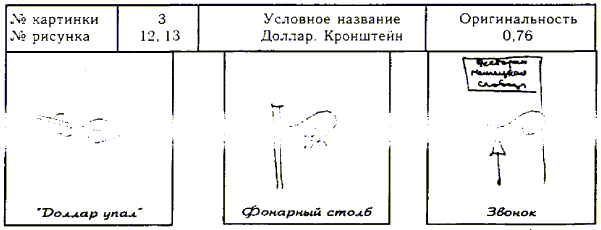 № картинки 3 Условное название Оригинальность
№ рисунка 12, 13 Доллар. Кронштейн 0,76
"Доллар упал"
Фонарный столб
Звонок